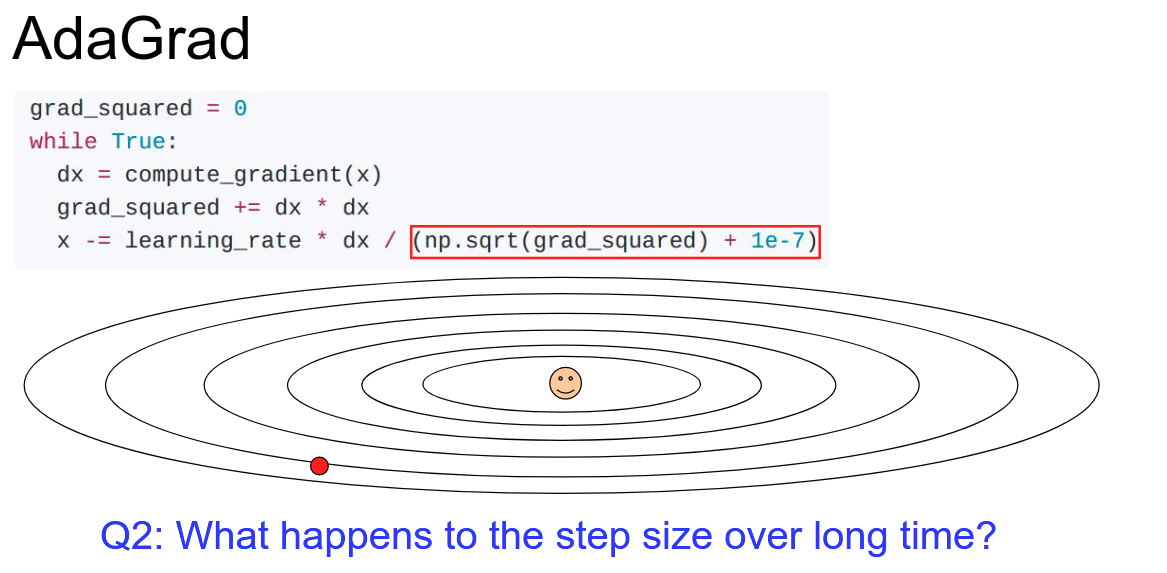 AdaGrad
grad_squared = 0
while True:
dx = compute_gradient(x)
grad_squared += dx * dx
x -= learning_rate * dx / (np.sqrt(grad_squared) + 1e-7)
Q2: What happens to the step size over long time?